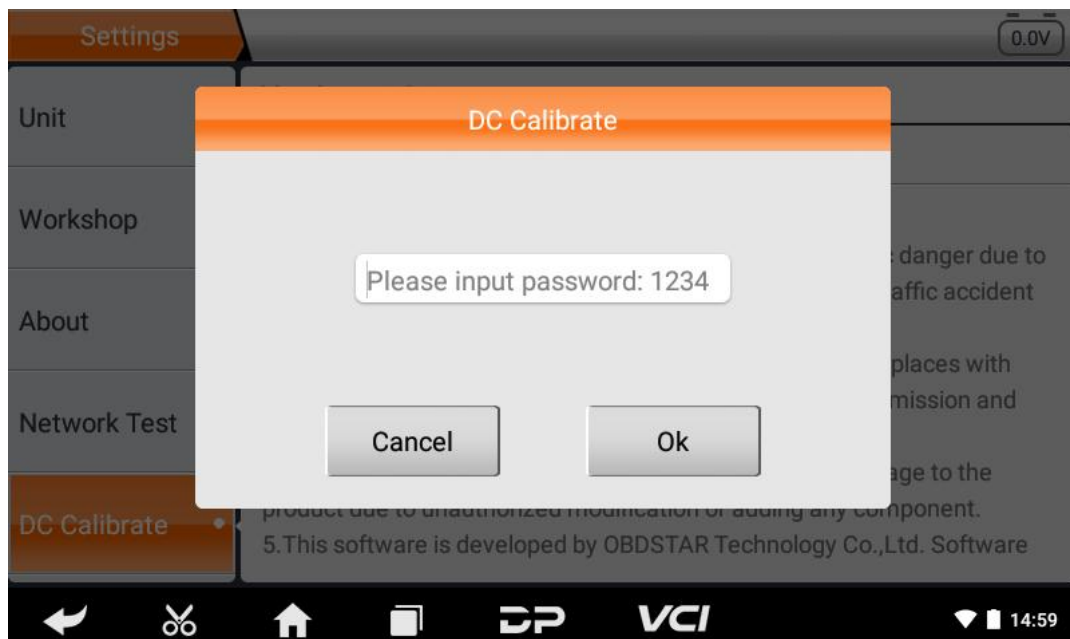 Settings
0.0V
Unit
DC Calibrate
Workshop
danger due to
Please input password: 1234
affic accident
About
places with
mission and
Network Test
Cancel
Ok
age to the
DC Calibrate
product due to unauthorized modification or adding any component.
5.This software is developed by OBDSTAR Technology Co.,Ltd. Software
DP
VCI
14:59